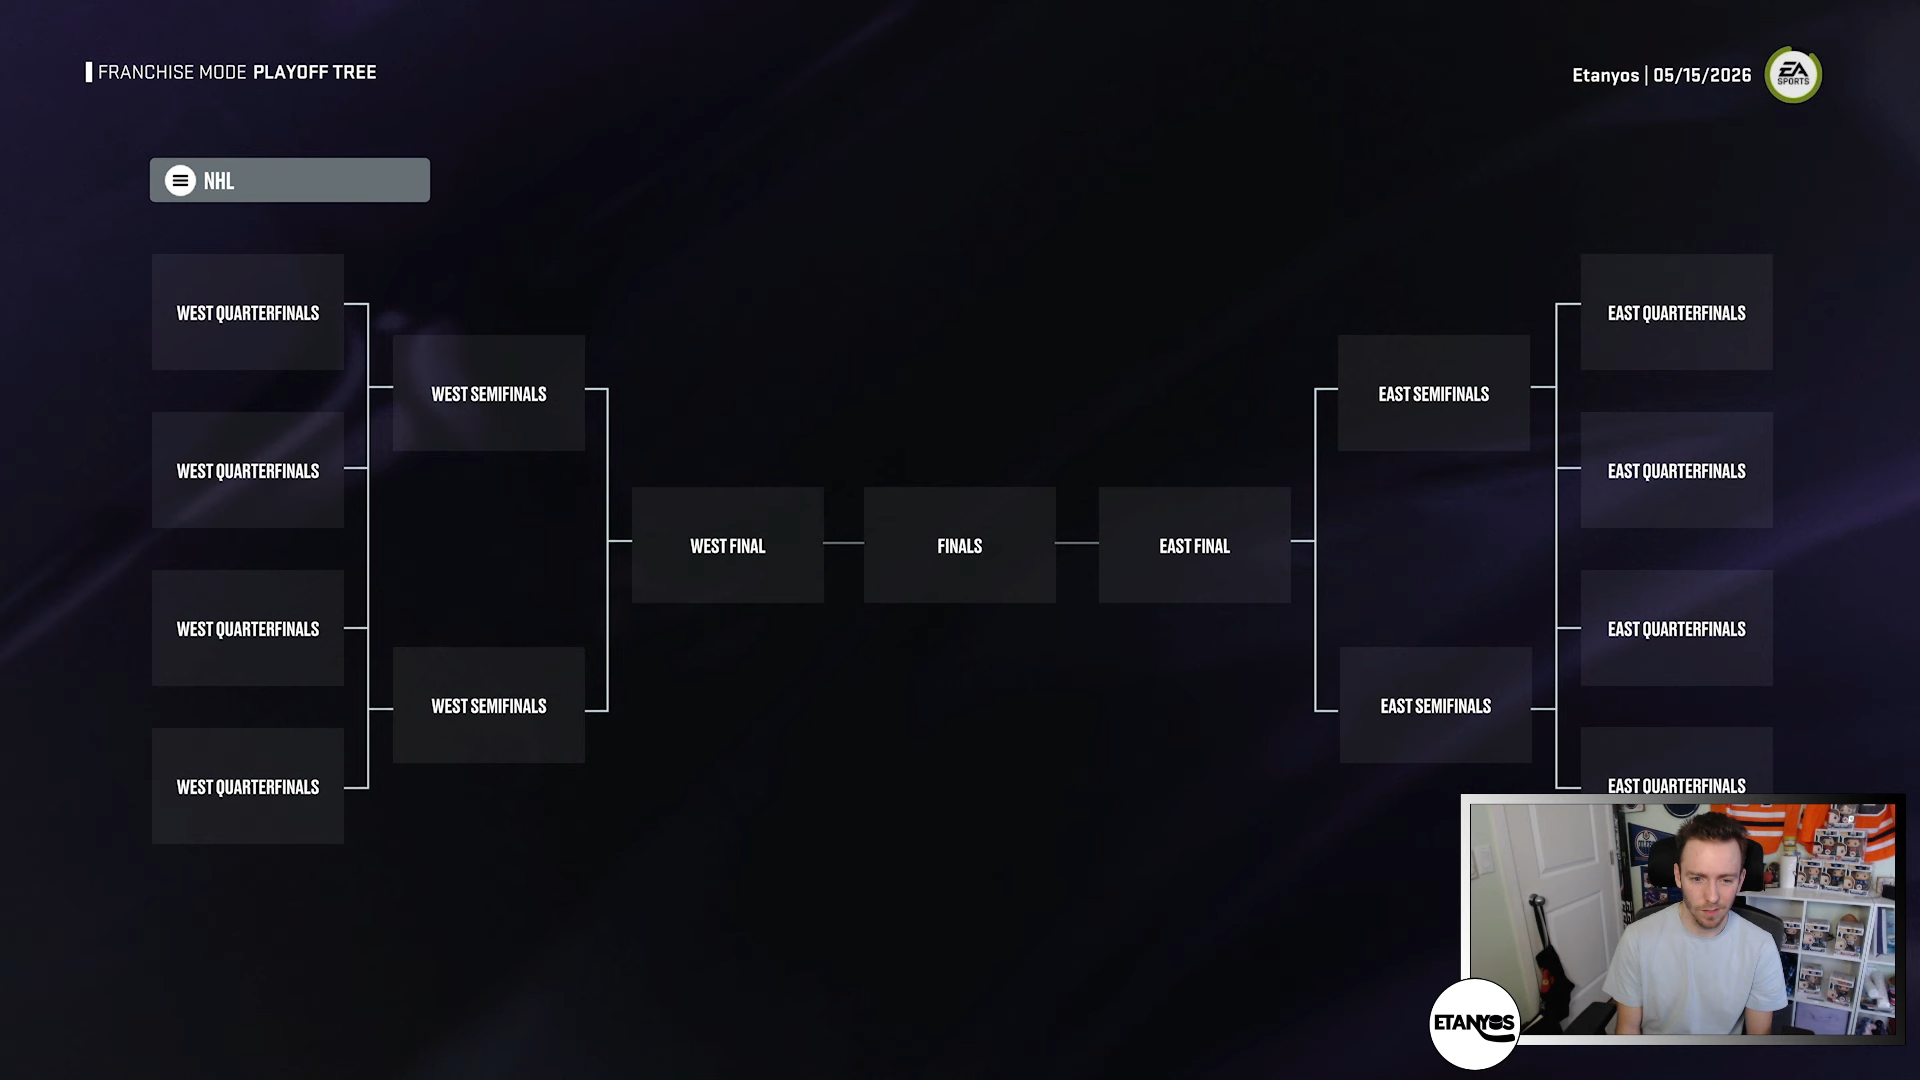 FRANCHISE MODE PLAYOFF TREE
Etanyos | 05/15/2026
EA SPORTS
NHL
WEST QUARTERFINALS
WEST QUARTERFINALS
WEST QUARTERFINALS
WEST QUARTERFINALS
WEST SEMIFINALS
WEST SEMIFINALS
WEST FINAL
FINALS
EAST FINAL
EAST SEMIFINALS
EAST SEMIFINALS
EAST QUARTERFINALS
EAST QUARTERFINALS
EAST QUARTERFINALS
EAST QUARTERFINALS
ETANYOS